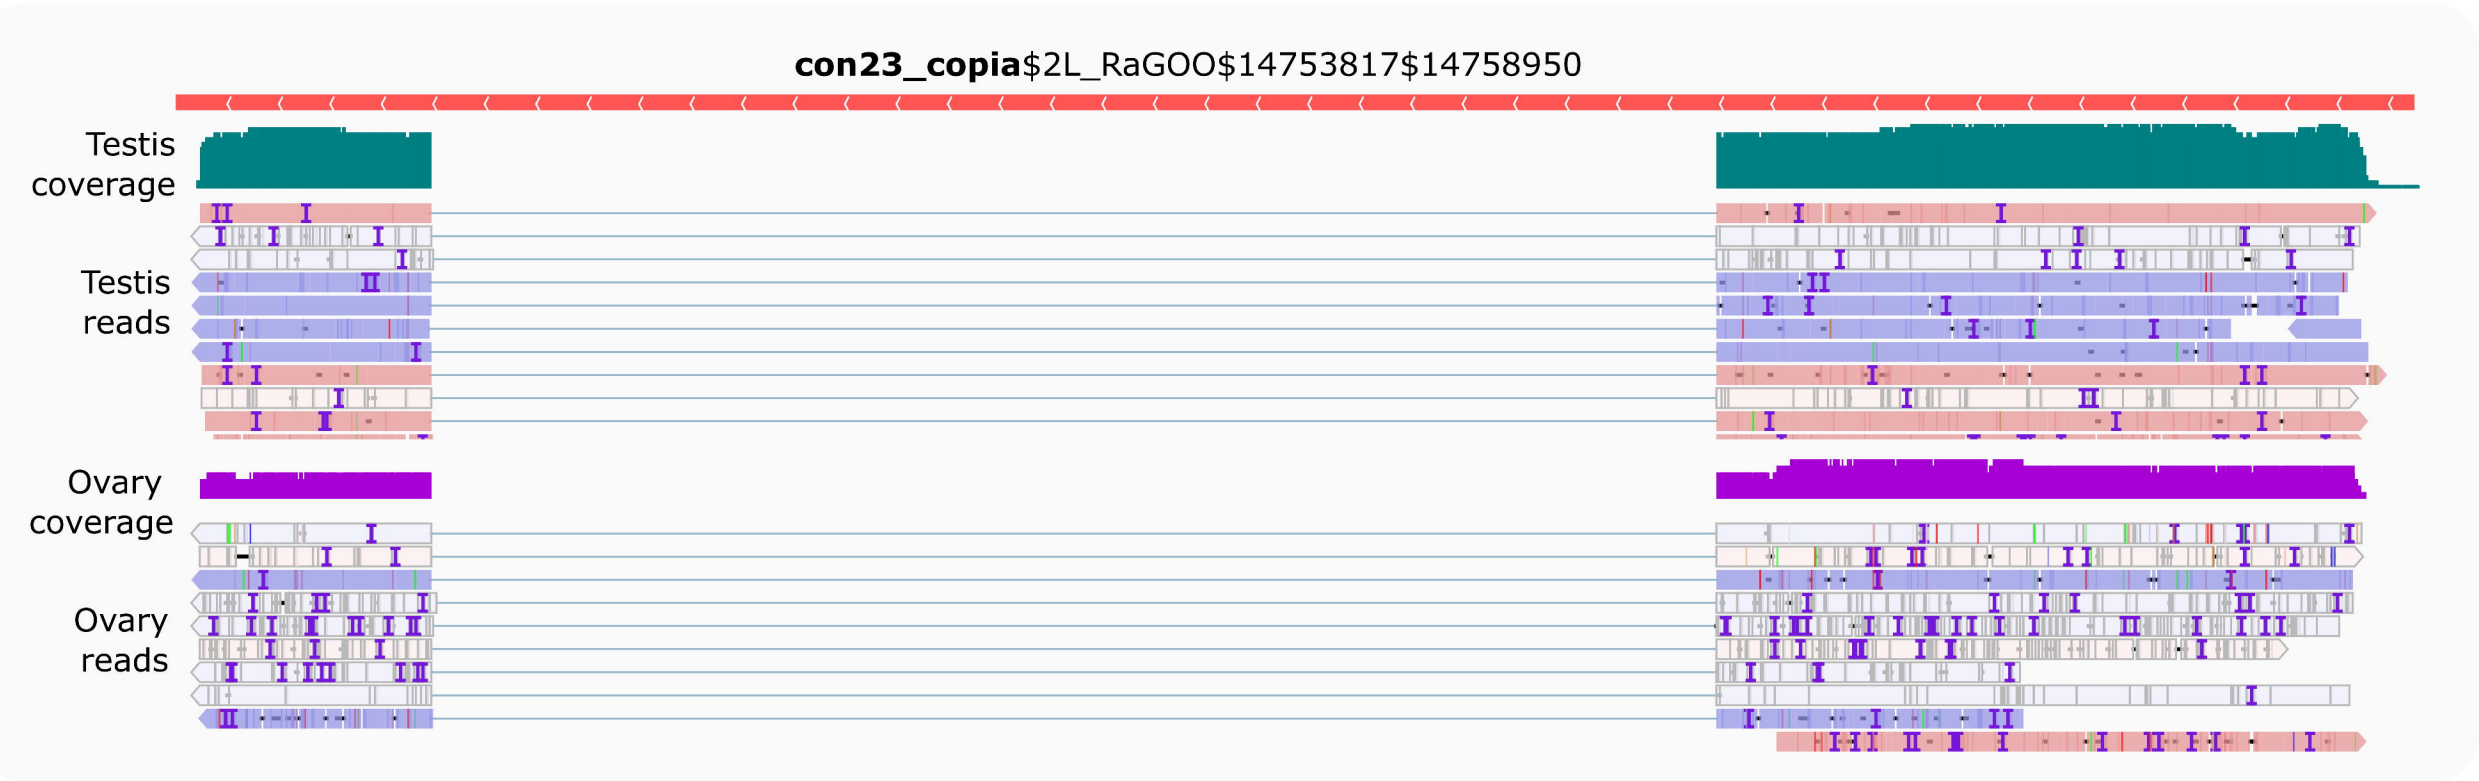 con23_copia$2L_RaGOO$14753817$14758950
Testis
coverage
Testis
reads
Ovary
coverage
Ovary
reads